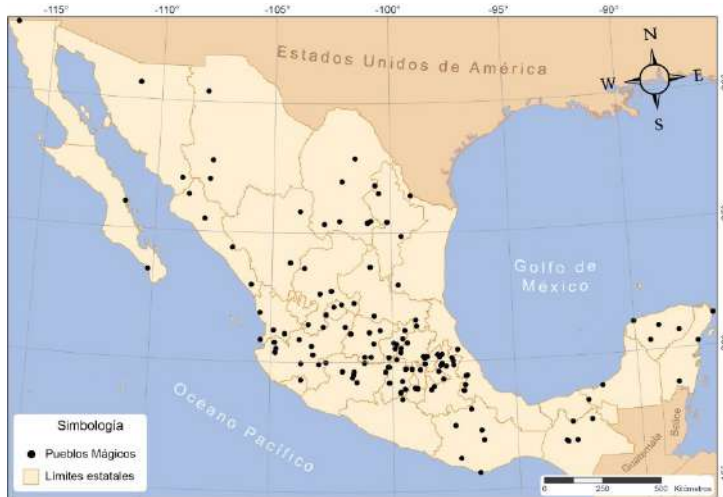 -115°
-110°
-105°
-100°
-95°
-90°
Estados Unidos de América
N
W E
S
Golfo de
México
Océano Pacífico
Guatemala
Belice
Simbología
Pueblos Mágicos
Límites estatales
0 250 500
Kilómetros